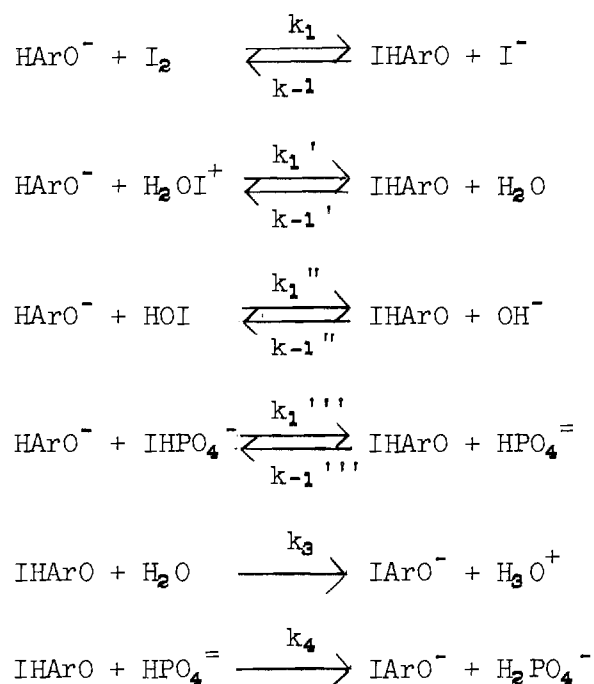 k₁
HArO⁻ + I₂ ⇌ IHArO + I⁻
k-1
k₁'
HArO⁻ + H₂OI⁺ ⇌ IHArO + H₂O
k-1'
k₁"
HArO⁻ + HOI ⇌ IHArO + OH⁻
k-1"
k₁'''
HArO⁻ + IHPO₄⁻ ⇌ IHArO + HPO₄⁼
k-1'''
k₃
IHArO + H₂O → IArO⁻ + H₃O⁺
k₄
IHArO + HPO₄⁼ → IArO⁻ + H₂PO₄⁻